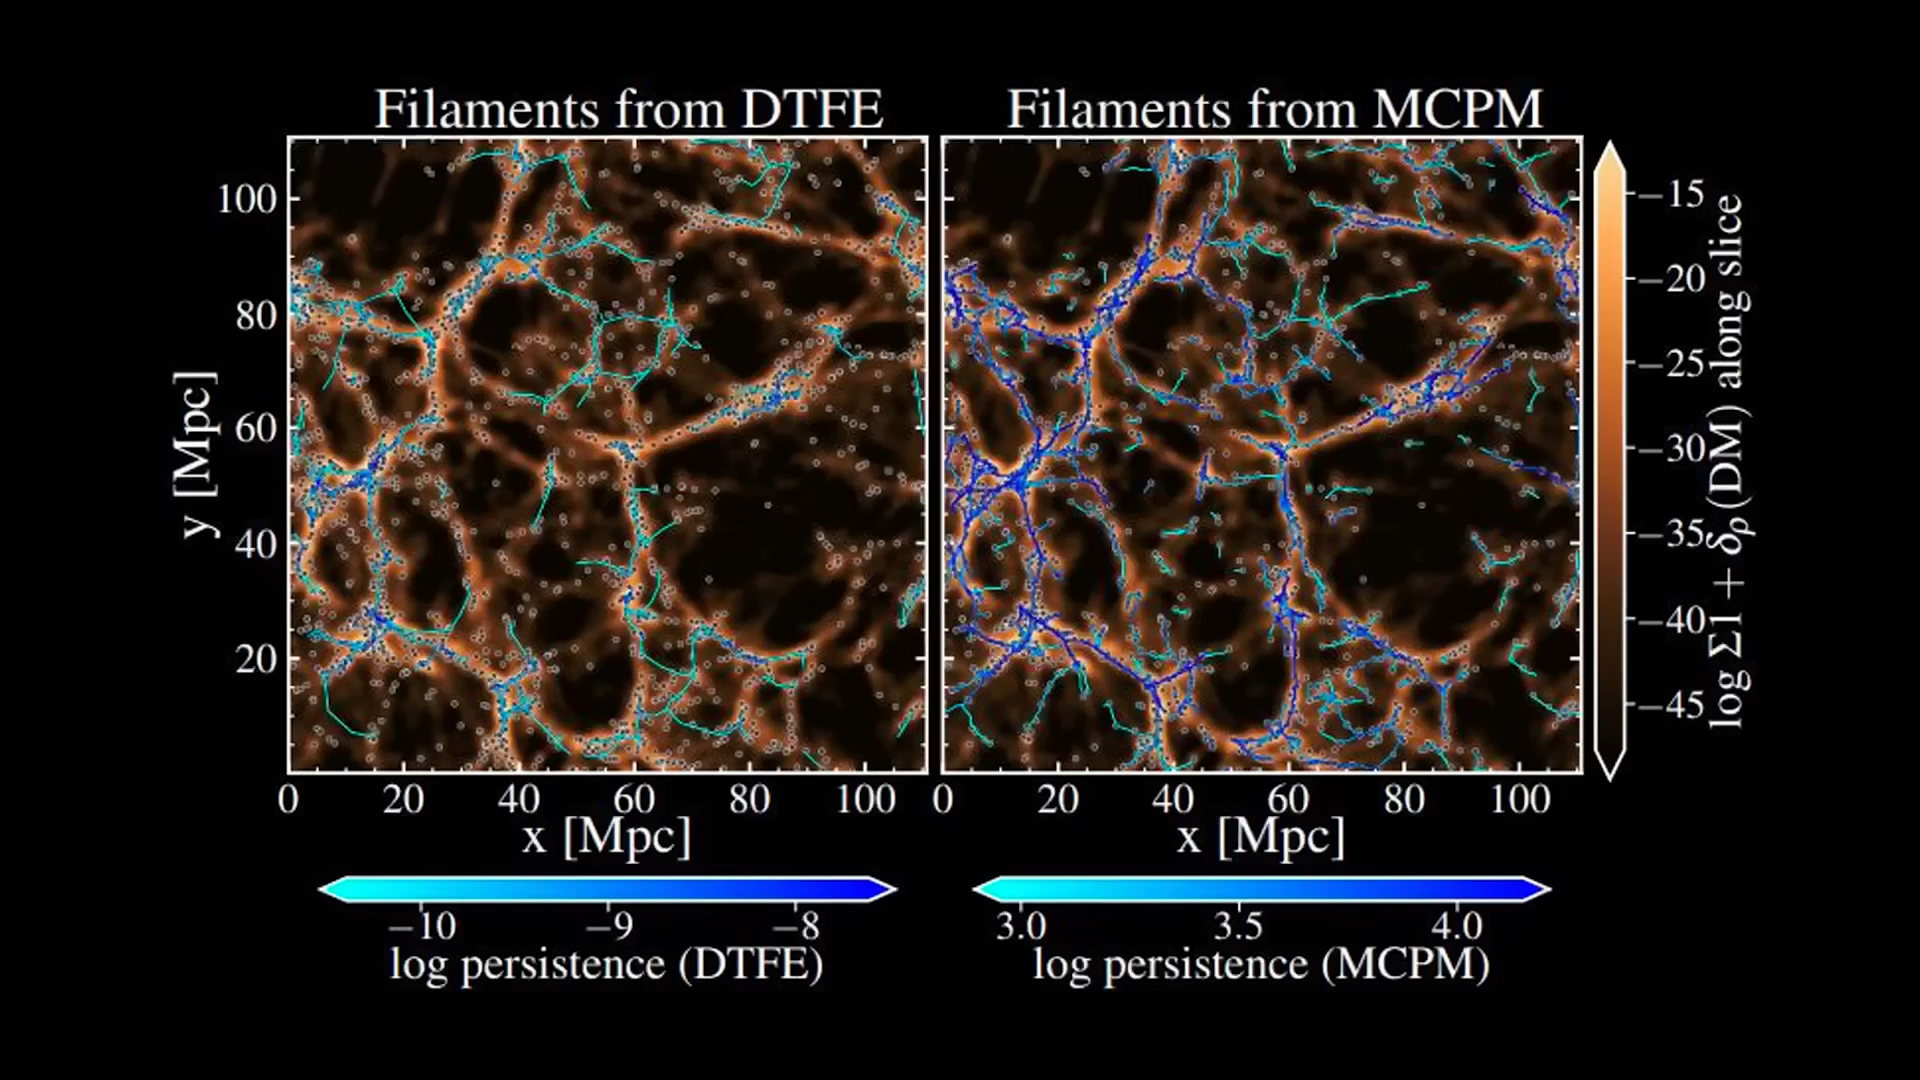 Filaments from DTFE
Filaments from MCPM
100
80
60
40
20
y [Mpc]
0 20 40 60 80 100
x [Mpc]
0 20 40 60 80 100
x [Mpc]
−15
−20
−25
−30
−35
−40
−45
log Σ1 + δρ (DM) along slice
−10 −9 −8
log persistence (DTFE)
3.0 3.5 4.0
log persistence (MCPM)